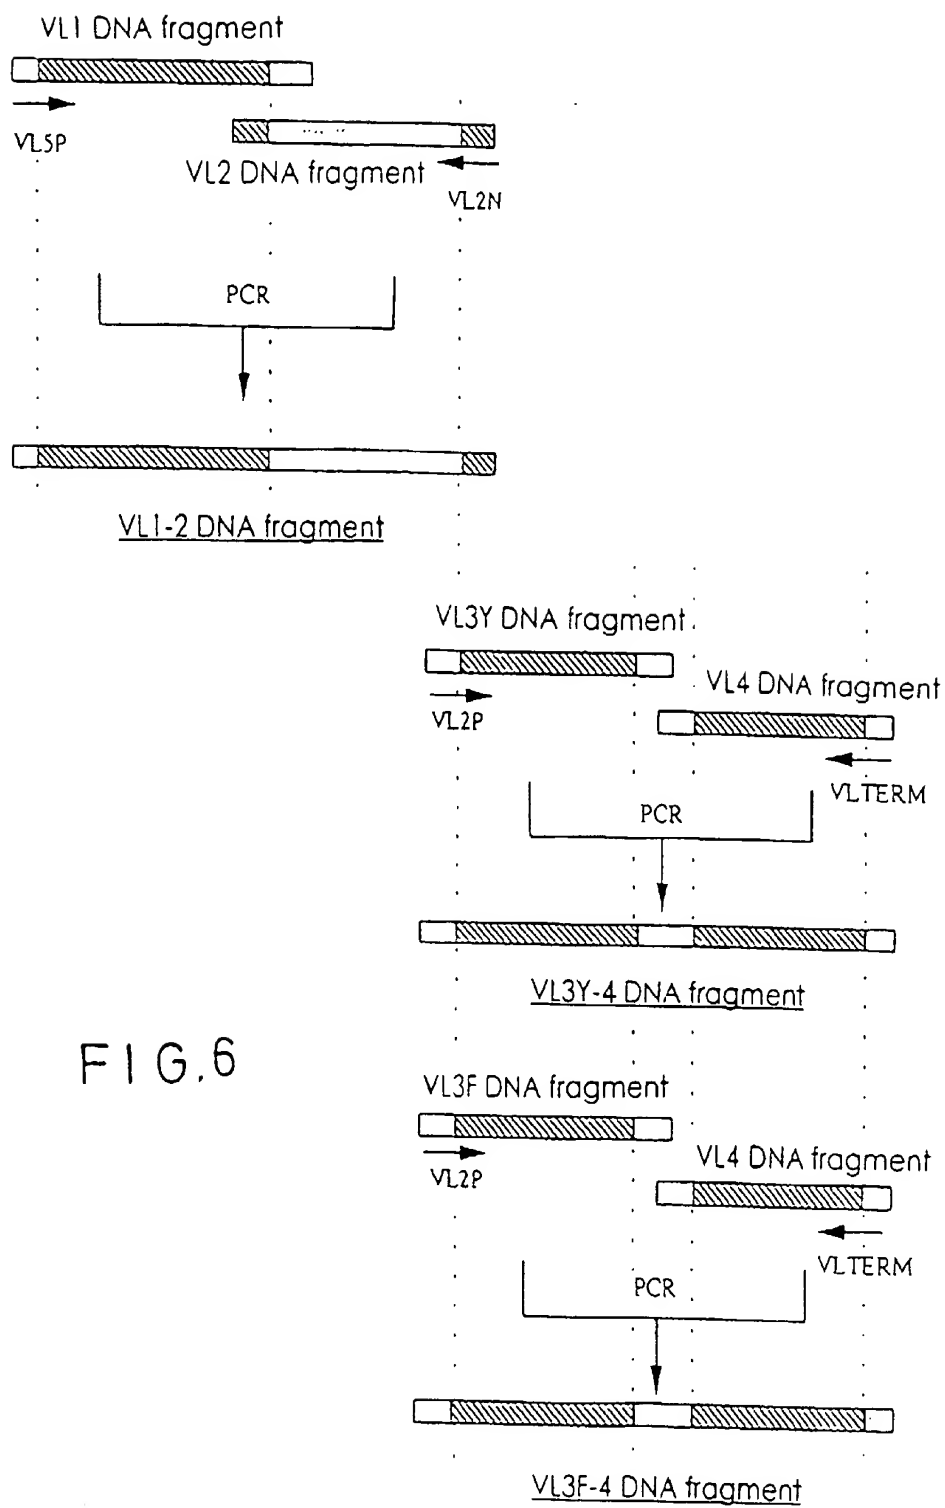 VL1 DNA fragment
VL5P
VL2 DNA fragment
VL2N
PCR
VL1-2 DNA fragment
VL3Y DNA fragment
VL4 DNA fragment
VL2P
VLTERM
PCR
VL3Y-4 DNA fragment
FIG.6
VL3F DNA fragment
VL4 DNA fragment
VL2P
VLTERM
PCR
VL3F-4 DNA fragment